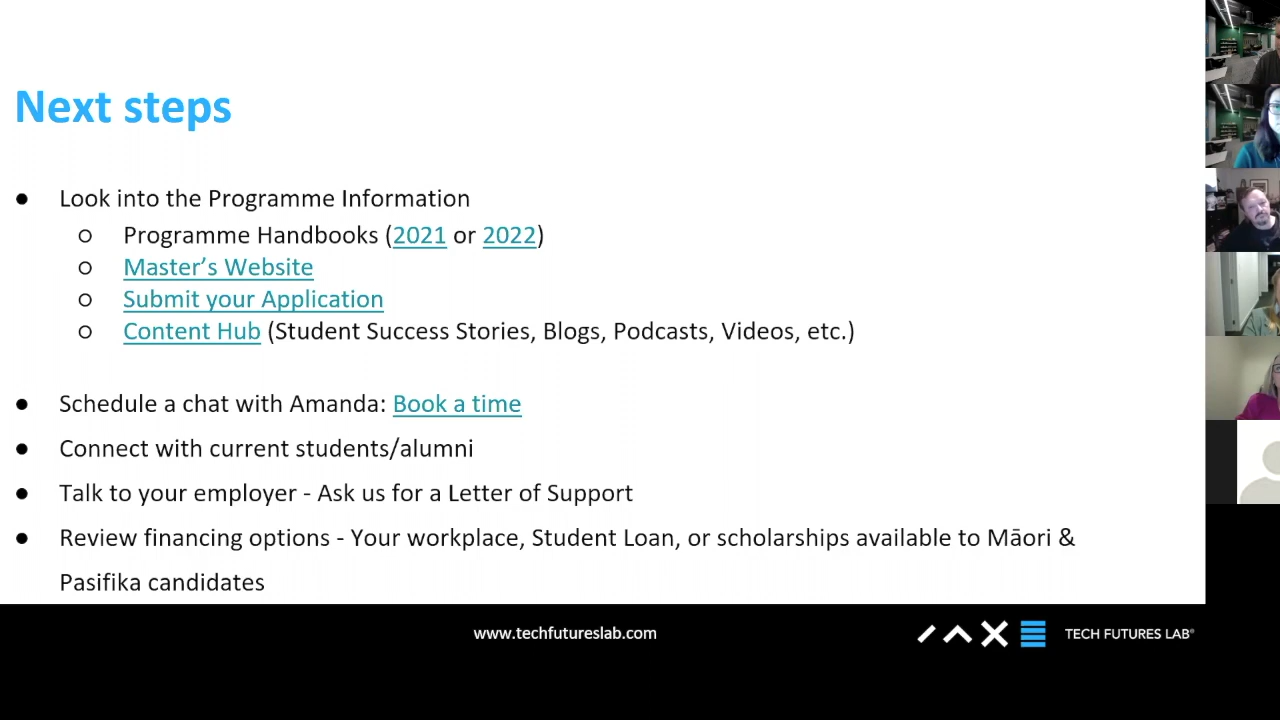 Next steps
● Look into the Programme Information
○ Programme Handbooks (2021 or 2022)
○ Master’s Website
○ Submit your Application
○ Content Hub (Student Success Stories, Blogs, Podcasts, Videos, etc.)
● Schedule a chat with Amanda: Book a time
● Connect with current students/alumni
● Talk to your employer - Ask us for a Letter of Support
● Review financing options - Your workplace, Student Loan, or scholarships available to Māori &
Pasifika candidates
www.techfutureslab.com
TECH FUTURES LAB®